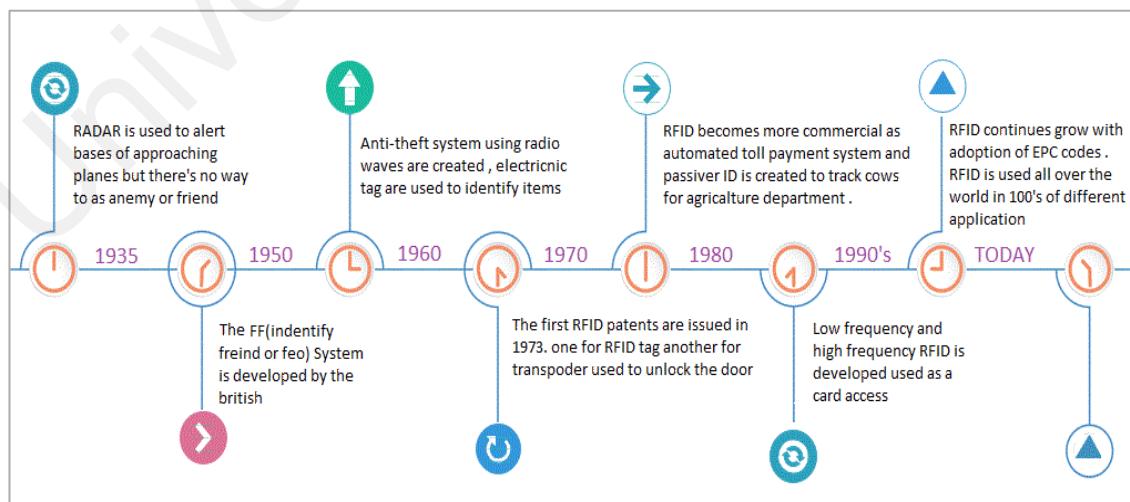 Unive
RADAR is used to alert
bases of approaching
planes but there's no way
to as anemy or friend
Anti-theft system using radio
waves are created , electricnic
tag are used to identify items
RFID becomes more commercial as
automated toll payment system and
passiver ID is created to track cows
for agricalture department .
RFID continues grow with
adoption of EPC codes .
RFID is used all over the
world in 100's of different
application
1935
1950
1960
1970
1980
1990's
TODAY
The FF(indentify
freind or feo) System
is developed by the
british
The first RFID patents are issued in
1973. one for RFID tag another for
transpoder used to unlock the door
Low frequency and
high frequency RFID is
developed used as a
card access